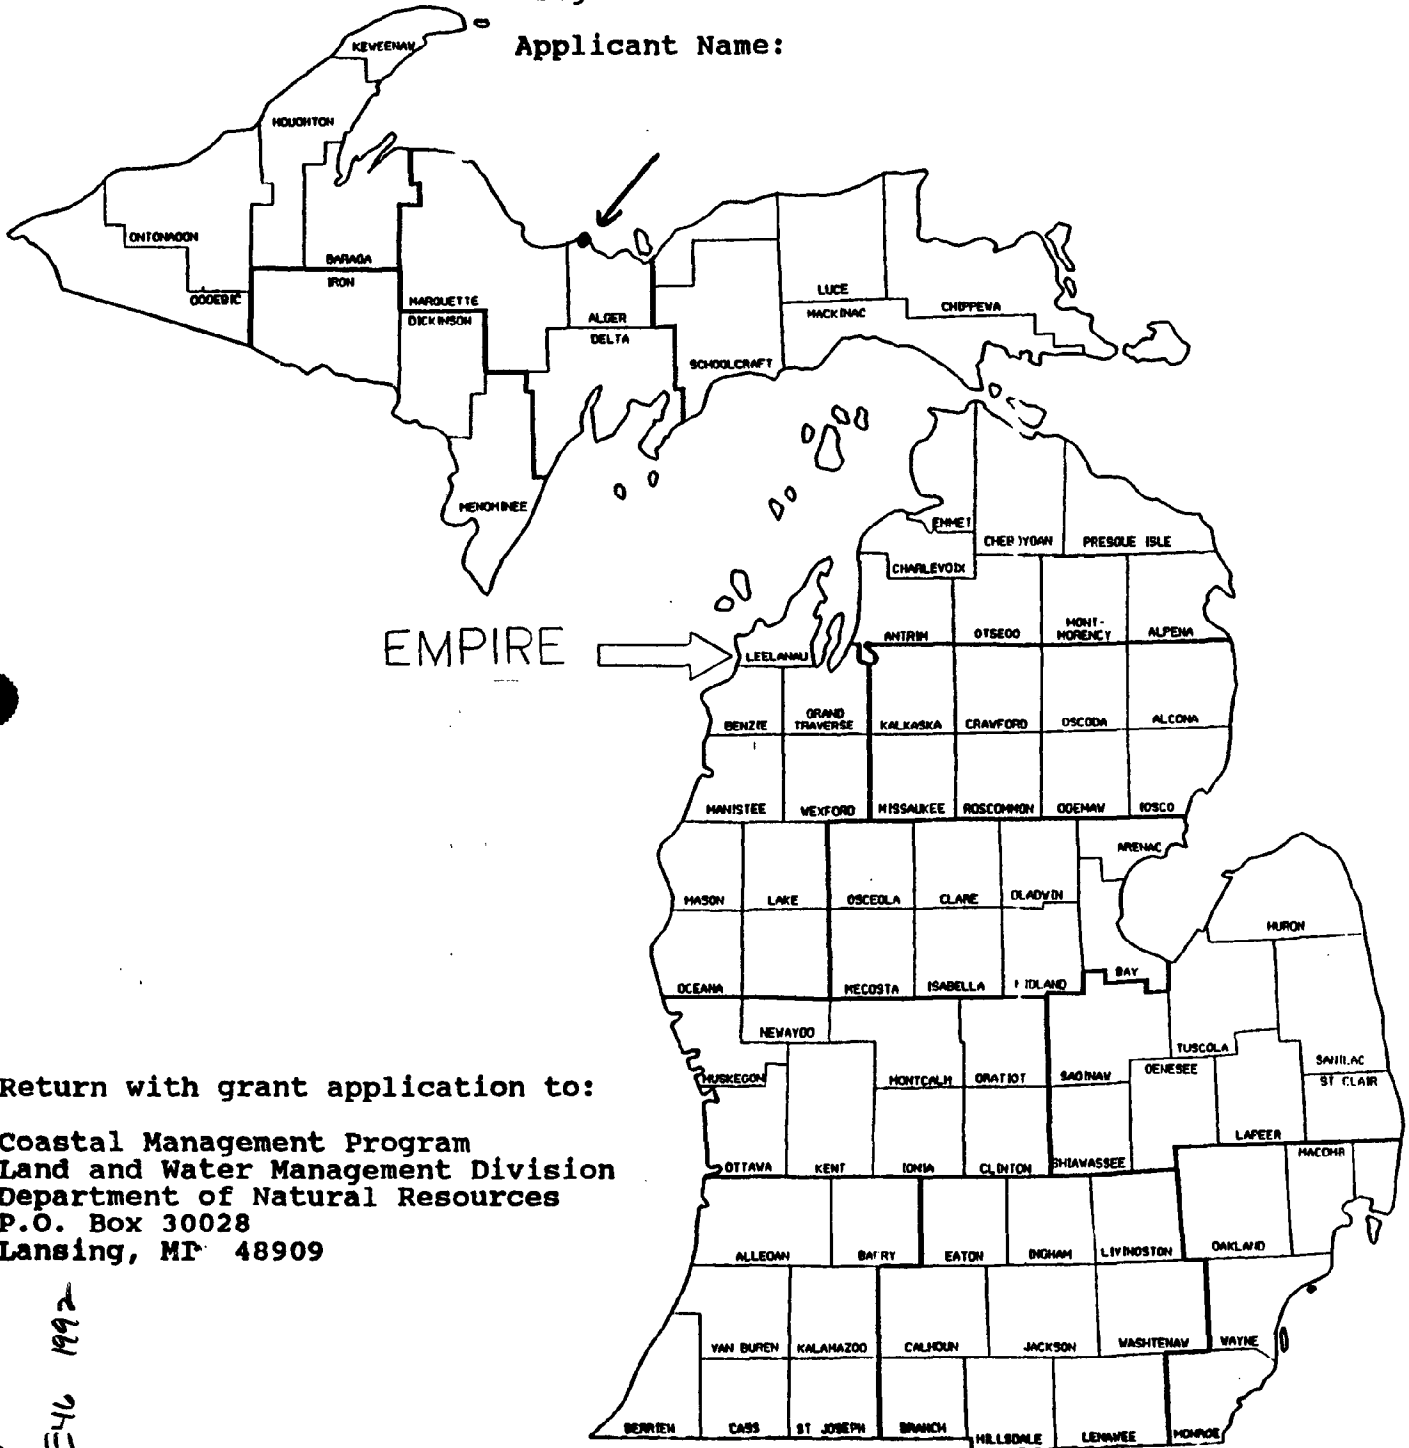 Applicant Name:
KEWEENAW
HOUGHTON
ONTONAGON
BARAGA
GOGEBIC
IRON
MARQUETTE
DICKINSON
ALGER
DELTA
LUCE
MACKINAC
CHIPPEWA
SCHOOLCRAFT
MENOMINEE
EMMET
PRESQUE ISLE
CHARLEVOIX
EMPIRE
LEELANAU
ANTRIM
OTSEGO
MONT-
MORENCY
ALPENA
BENZIE
GRAND
TRAVERSE
KALKASKA
CRAWFORD
OSCODA
ALCONA
MANISTEE
WEXFORD
MISSAUKEE
ROSCOMMON
OGEMAW
IOSCO
ARENAC
MASON
LAKE
OSCEOLA
CLARE
GLADWIN
HURON
OCEANA
MECOSTA
ISABELLA
MIDLAND
BAY
NEWAYGO
TUSCOLA
SANILAC
MUSKEGON
MONTCALM
GRATIOT
SAGINAW
GENESEE
ST CLAIR
LAPEER
OTTAWA
KENT
IONIA
CLINTON
SHIAWASSEE
MACOMB
Return with grant application to:
Coastal Management Program
Land and Water Management Division
Department of Natural Resources
P.O. Box 30028
Lansing, MI 48909
ALLEGAN
BARRY
EATON
INGHAM
LIVINGSTON
OAKLAND
VAN BUREN
KALAMAZOO
CALHOUN
JACKSON
WASHTENAW
WAYNE
BERRIEN
CASS
ST JOSEPH
BRANCH
HILLSDALE
LENAWEE
MONROE
E46 1992